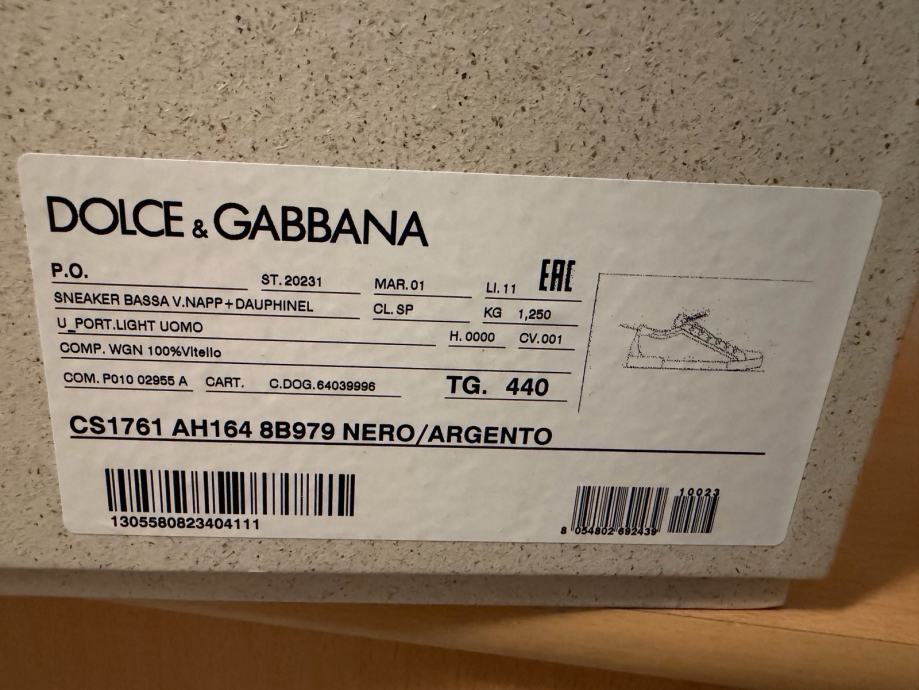 DOLCE & GABBANA
P.O. ST. 20231 MAR. 01 LI. 11 EAC
SNEAKER BASSA V.NAPP+DAUPHINEL CL. SP KG 1,250
U_PORT.LIGHT UOMO H. 0000 CV. 001
COMP. WGN 100%Vitello
COM. P010 02955 A CART. C.DOG.64039996 TG. 440
CS1761 AH164 8B979 NERO/ARGENTO
1305580823404111
8 054802 692439 10023